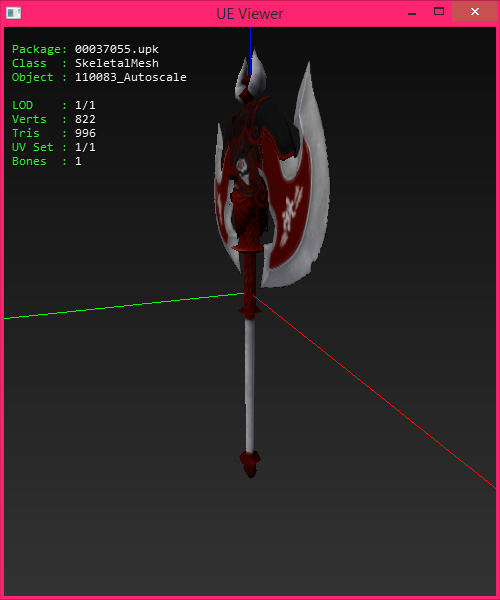 UE Viewer
Package: 00037055.upk
Class : SkeletalMesh
Object : 110083_Autoscale
LOD : 1/1
Verts : 822
Tris : 996
UV Set : 1/1
Bones : 1